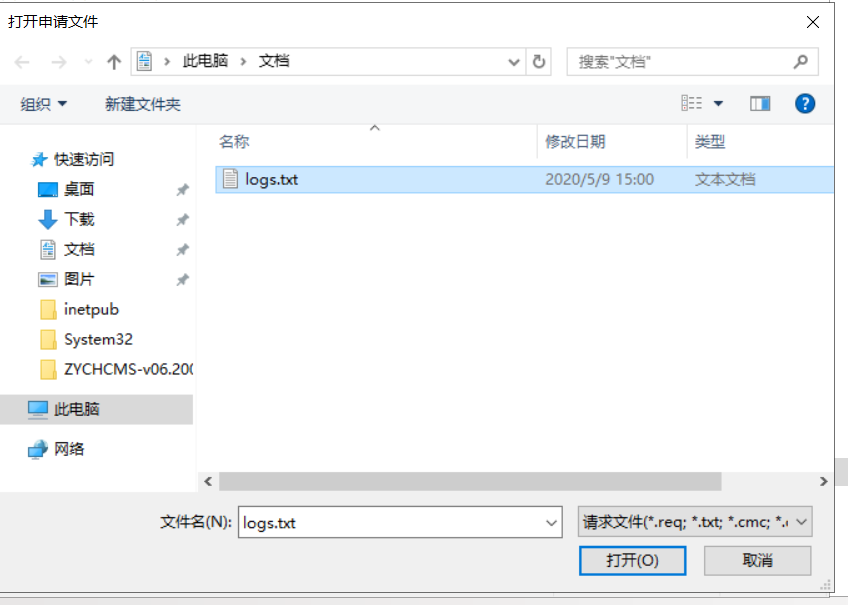 打开申请文件
此电脑 文档
搜索"文档"
组织 新建文件夹
名称 修改日期 类型
快速访问
桌面
下载
文档
图片
inetpub
System32
ZYCHCMS-v06.200
此电脑
网络
logs.txt 2020/5/9 15:00 文本文档
文件名(N): logs.txt 请求文件(*.req; *.txt; *.cmc; *.
打开(O) 取消